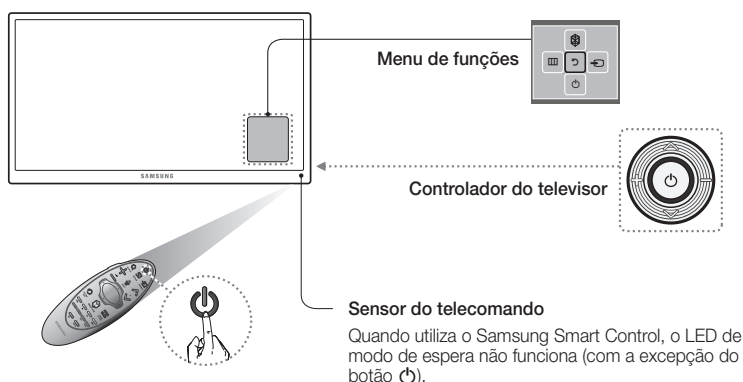 Menu de funções
SAMSUNG
Controlador do televisor
Sensor do telecomando
Quando utiliza o Samsung Smart Control, o LED de
modo de espera não funciona (com a excepção do
botão ⏻).